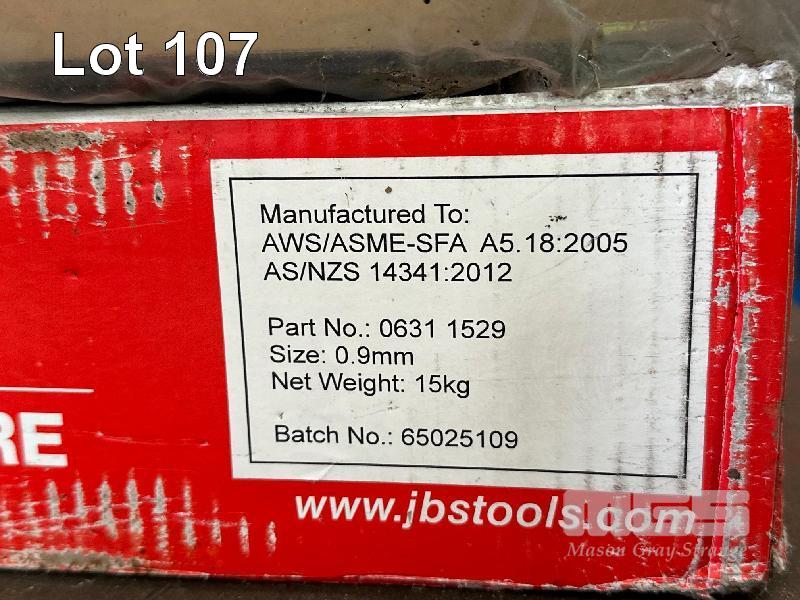 Lot 107
Manufactured To:
AWS/ASME-SFA A5.18:2005
AS/NZS 14341:2012
Part No.: 0631 1529
Size: 0.9mm
Net Weight: 15kg
Batch No.: 65025109
RE
www.jbstools.com
MGS
Mason Gray Strange